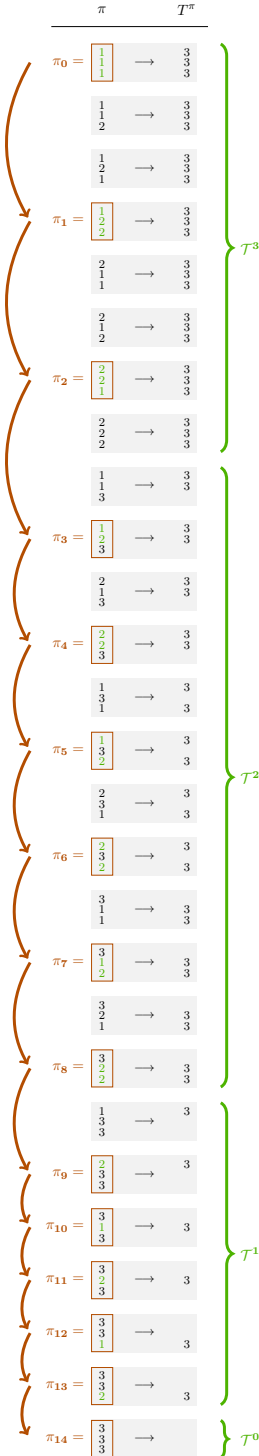 π T^π
1 3
π₀ = 1 ⟶ 3
1 3
1 3
1 ⟶ 3
2 3
1 3
2 ⟶ 3
1 3
1 3
π₁ = 2 ⟶ 3
2 3
𝒯³
2 3
1 ⟶ 3
1 3
2 3
1 ⟶ 3
2 3
2 3
π₂ = 2 ⟶ 3
1 3
2 3
2 ⟶ 3
2 3
1 3
1 ⟶ 3
3
1 3
π₃ = 2 ⟶ 3
3
2 3
1 ⟶ 3
3
2 3
π₄ = 2 ⟶ 3
3
1 3
3 ⟶
1 3
1 3
π₅ = 3 ⟶
2 3
𝒯²
2 3
3 ⟶
1 3
2 3
π₆ = 3 ⟶
2 3
3
1 ⟶ 3
1 3
3
π₇ = 1 ⟶ 3
2 3
3
2 ⟶ 3
1 3
3
π₈ = 2 ⟶ 3
2 3
1 3
3 ⟶
3
2 3
π₉ = 3 ⟶
3
3
π₁₀ = 1 ⟶ 3
3
𝒯¹
3
π₁₁ = 2 ⟶ 3
3
3
π₁₂ = 3 ⟶
1 3
3
π₁₃ = 3 ⟶
2 3
3
π₁₄ = 3 ⟶ 𝒯⁰
3